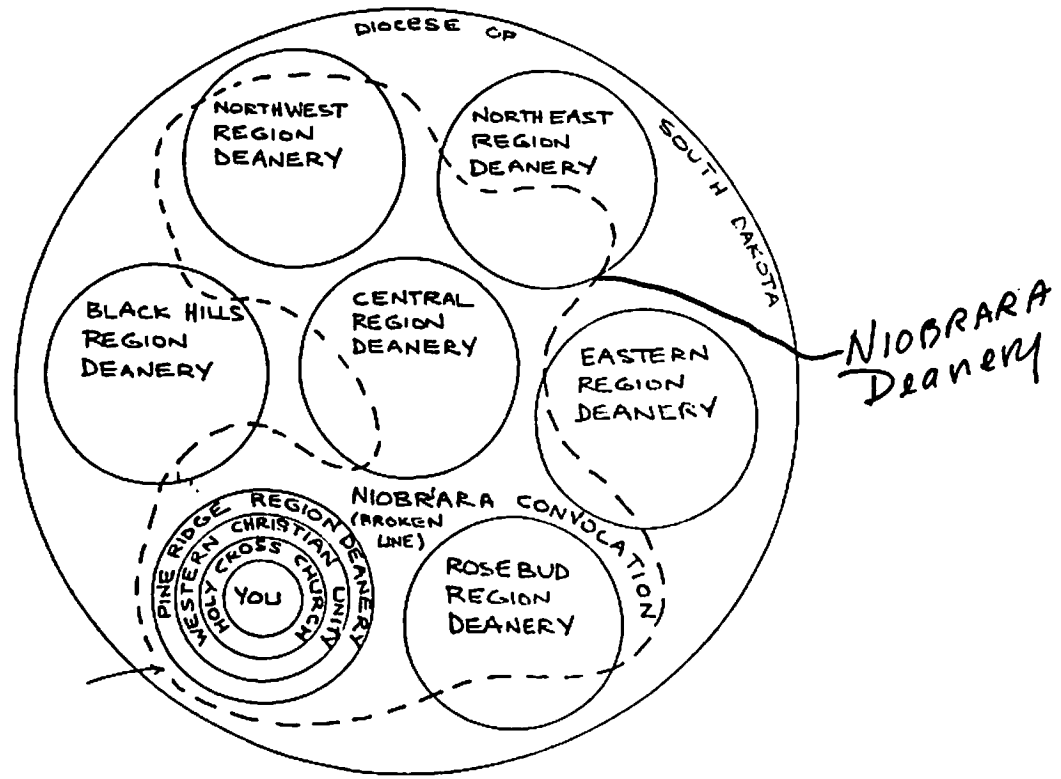 DIOCESE OF
SOUTH DAKOTA
NORTHWEST
REGION
DEANERY
NORTHEAST
REGION
DEANERY
BLACK HILLS
REGION
DEANERY
CENTRAL
REGION
DEANERY
EASTERN
REGION
DEANERY
NIOBRARA
Deanery
NIOBRARA CONVOCATION
(BROKEN
LINE)
PINE RIDGE REGION DEANERY
WESTERN CHRISTIAN UNITY
HOLY CROSS CHURCH
YOU
ROSEBUD
REGION
DEANERY